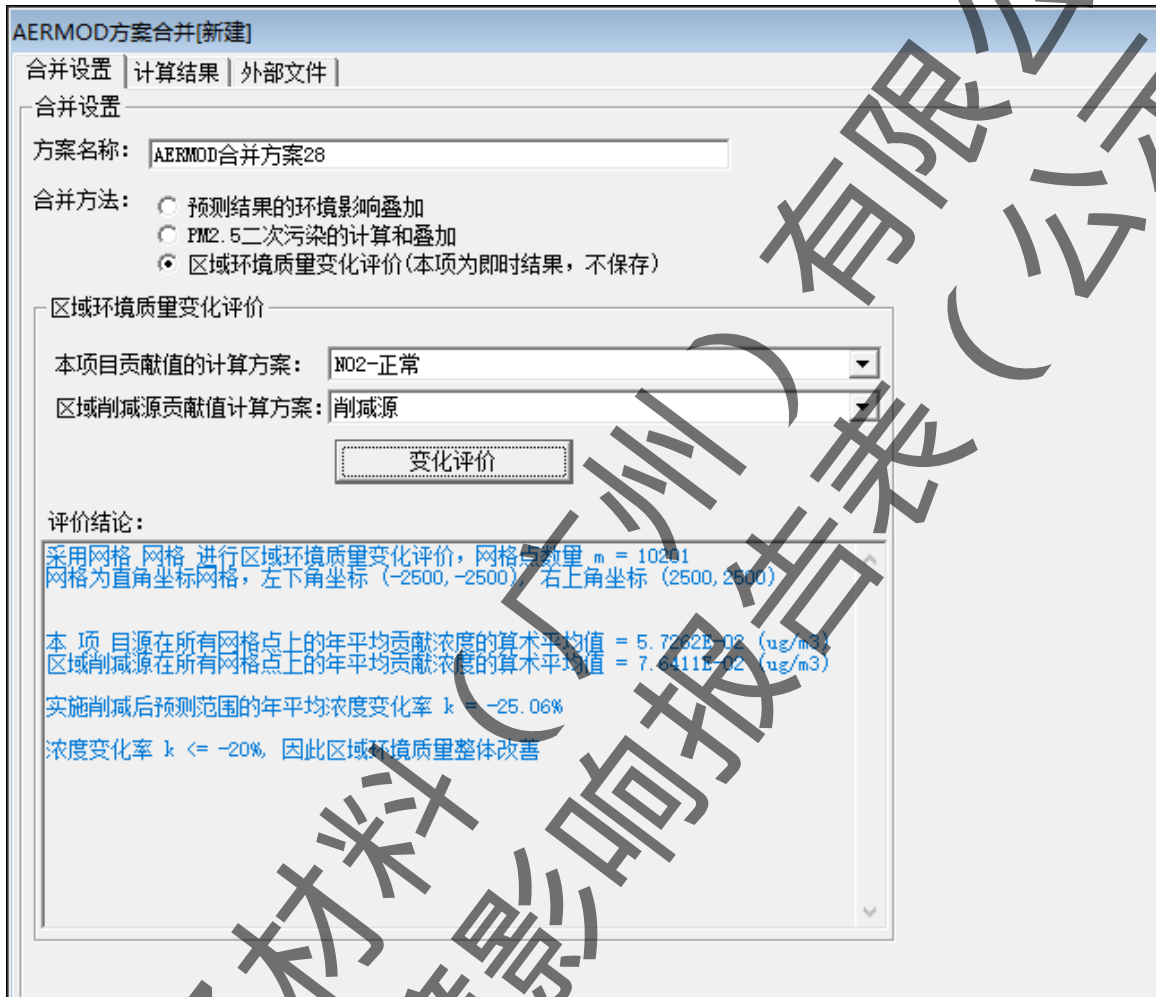 AERMOD方案合并[新建]
合并设置 计算结果 外部文件
合并设置
方案名称： AERMOD合并方案28
合并方法： 预测结果的环境影响叠加
PM2.5二次污染的计算和叠加
区域环境质量变化评价(本项为即时结果，不保存)
区域环境质量变化评价
本项目贡献值的计算方案： NO2-正常
区域削减源贡献值计算方案： 削减源
变化评价
评价结论：
采用网格 网格 进行区域环境质量变化评价，网格点数量 m = 10201
网格为直角坐标网格，左下角坐标 (-2500,-2500), 右上角坐标 (2500,2500)
本 项 目源在所有网格点上的年平均贡献浓度的算术平均值 = 5.7262E-02 (ug/m3)
区域削减源在所有网格点上的年平均贡献浓度的算术平均值 = 7.6411E-02 (ug/m3)
实施削减后预测范围的年平均浓度变化率 k = -25.06%
浓度变化率 k <= -20%, 因此区域环境质量整体改善
材料（广州）有限公
影响报告表（公示